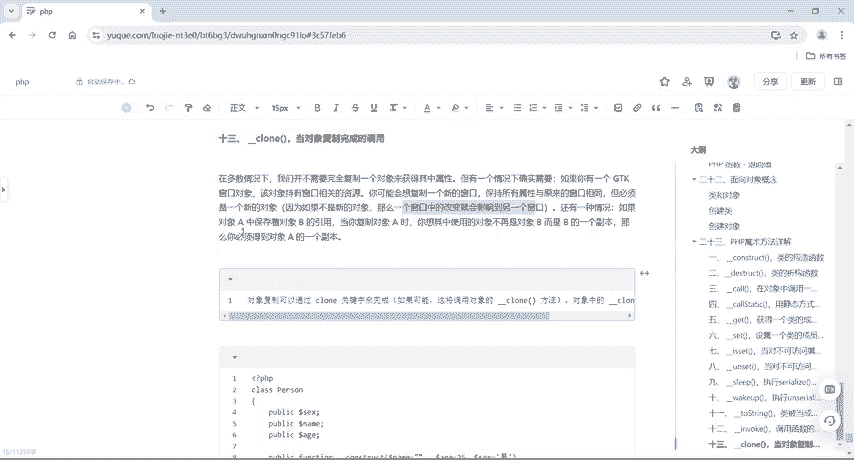 php
yuque.com/luojie-nt3e0/bt6bg3/
所有书签
php
自动保存中...
分享
更新
正文
15px
十三、 __clone()，当对象复制完成时调用
在多数情况下，我们并不需要完全复制一个对象来获得其中属性。但有一个情况下确实需要：如果你有一个 GTK
窗口对象，该对象持有窗口相关的资源。你可能会想复制一个新的窗口，保持所有属性与原来的窗口相同，但必须
是一个新的对象（因为如果不是新的对象，那么一个窗口中的改变就会影响到另一个窗口）。还有一种情况：如果
对象 A 中保存着对象 B 的引用，当你复制对象 A 时，你想其中使用的对象不再是对象 B 而是 B 的一个副本，那
么你必须得到对象 A 的一个副本。
1 对象复制可以通过 clone 关键字来完成（如果可能，这将调用对象的 __clone() 方法）。对象中的 __clon
1 <?php
2 class Person
3 {
4 public $sex;
5 public $name;
6 public $age;
7
大纲
二十二、面向对象概念
类和对象
创建类
创建对象
二十三、PHP魔术方法详解
一、 __construct()，类的构造函数
二、__destruct()，类的析构函数
三、 __call()，在对象中调用一...
四、 __callStatic()，用静态方式...
五、 __get()，获得一个类的成...
六、 __set()，设置一个类的成员...
七、 __isset()，当对不可访问属...
八、 __unset()，当对不可访问...
九、 __sleep()，执行serialize()...
十、 __wakeup()，执行unseriali...
十一、 __toString()，类被当成...
十二、 __invoke()，调用函数的...
十三、 __clone()，当对象复制...